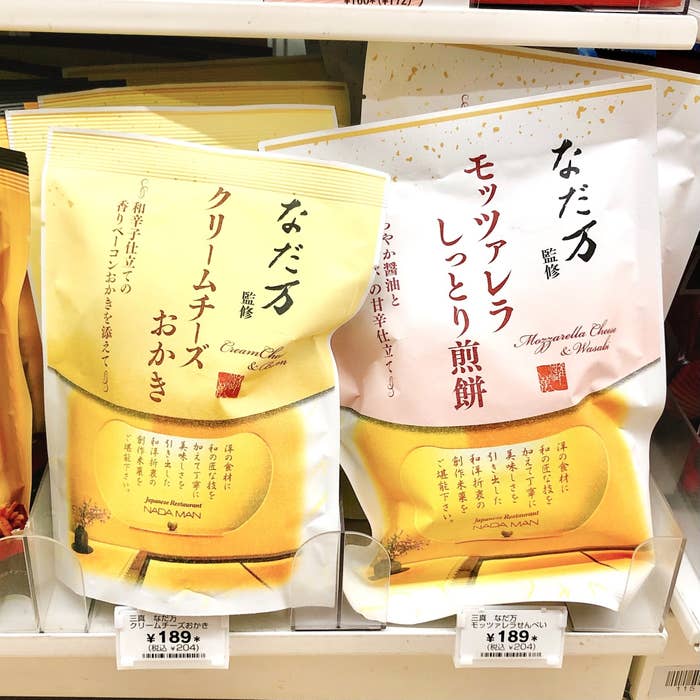 なだ万
監修
クリームチーズ
おかき
Cream Che
& B
～和辛子仕立ての
香りベーコンおかきを添えて～
洋の食材に
和の匠な技を
加えて丁寧に
美味しさを
引き出した
和洋折衷の
創作米菓を
ご堪能下さい。
Japanese Restaurant
NADA MAN
なだ万
監修
モッツァレラ
しっとり煎餅
Mozzarella Cheese
& Wasabi
やか醤油と
の甘辛仕立て～
洋の食材に
和の匠な技を
加えて丁寧に
美味しさを
引き出した
和洋折衷の
創作米菓を
ご堪能下さい。
Japanese Restaurant
NADA MAN
三真 なだ万
クリームチーズおかき
¥189*
(税込 ¥204)
三真 なだ万
モッツァレラせんべい
¥189*
(税込 ¥204)